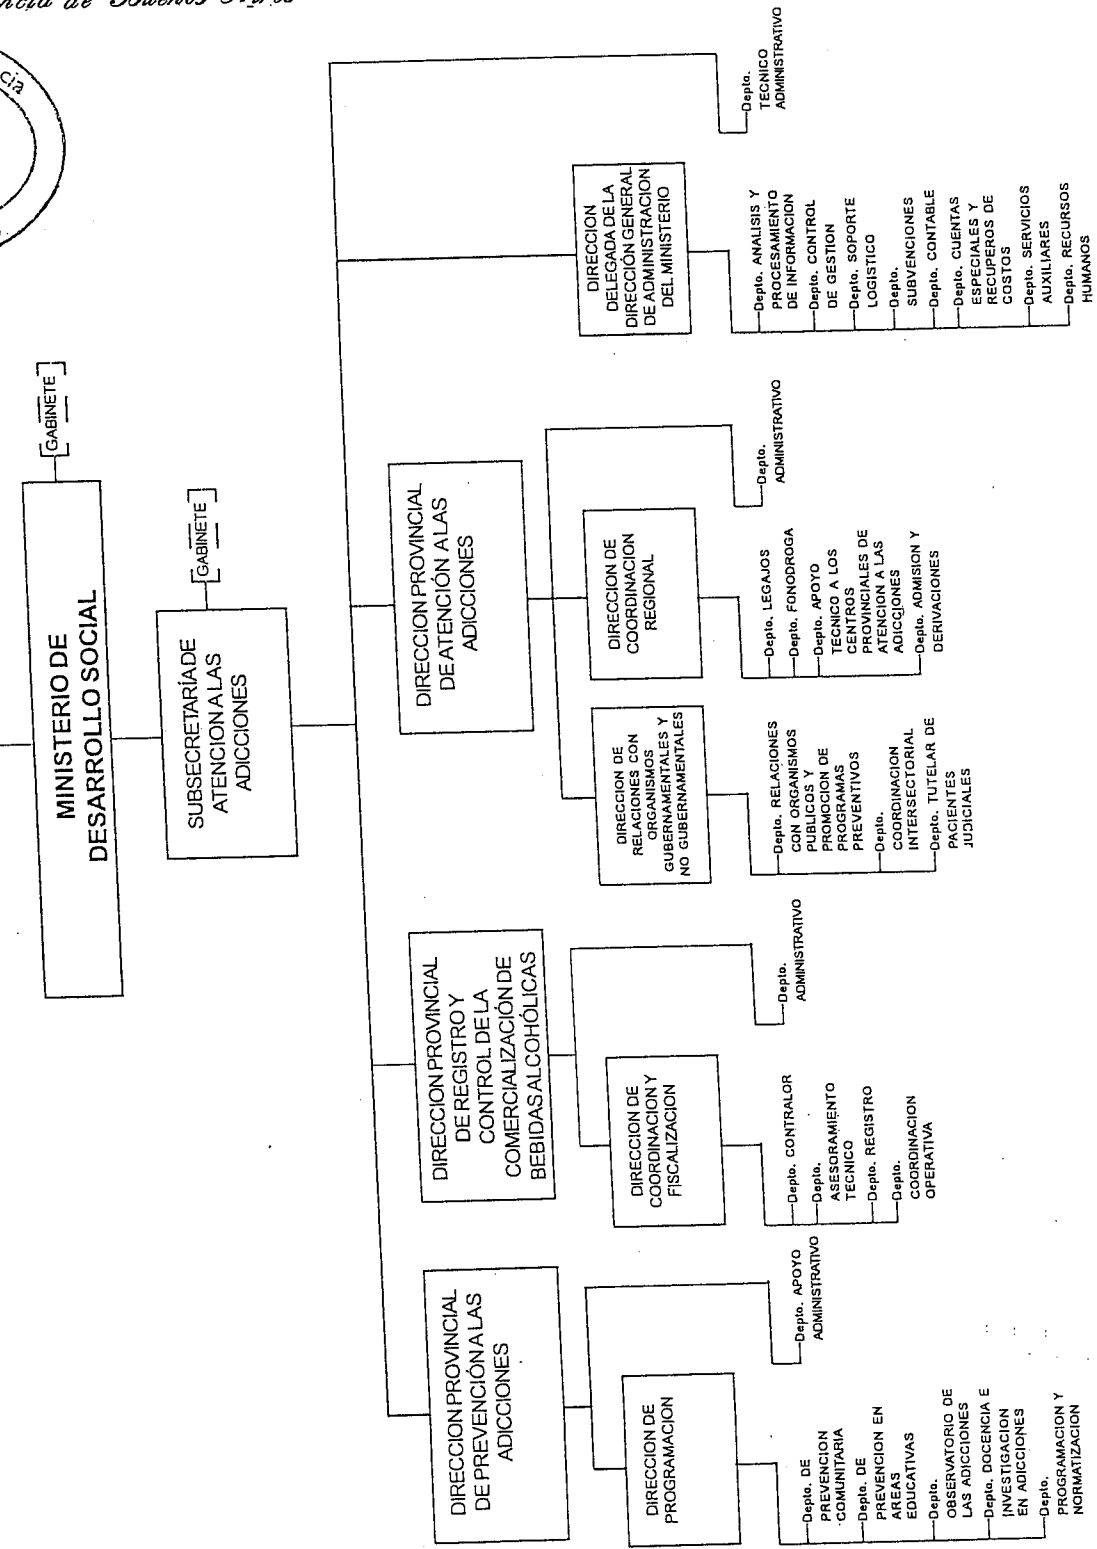 ncia de Buenos Aires
cia
MINISTERIO DE
DESARROLLO SOCIAL
GABINETE
SUBSECRETARÍA DE
ATENCION A LAS
ADICCIONES
GABINETE
DIRECCION PROVINCIAL
DE PREVENCIÓN A LAS
ADICCIONES
DIRECCION DE
PROGRAMACION
Depto. DE
PREVENCION
COMUNITARIA
Depto. DE
PREVENCION EN
AREAS
EDUCATIVAS
Depto.
OBSERVATORIO DE
LAS ADICCIONES
Depto. DOCENCIA E
INVESTIGACION
EN ADICCIONES
Depto.
PROGRAMACION Y
NORMATIZACION
Depto. APOYO
ADMINISTRATIVO
DIRECCION PROVINCIAL
DE REGISTRO Y
CONTROL DE LA
COMERCIALIZACIÓN DE
BEBIDAS ALCOHÓLICAS
DIRECCION DE
COORDINACION Y
FISCALIZACION
Depto. CONTRALOR
Depto.
ASESORAMIENTO
TECNICO
Depto. REGISTRO
Depto.
COORDINACION
OPERATIVA
Depto.
ADMINISTRATIVO
DIRECCION PROVINCIAL
DE ATENCIÓN A LAS
ADICCIONES
DIRECCION DE
RELACIONES CON
ORGANISMOS
GUBERNAMENTALES Y
NO GUBERNAMENTALES
Depto. RELACIONES
CON ORGANISMOS
PUBLICOS Y
PROMOCION DE
PROGRAMAS
PREVENTIVOS
Depto.
COORDINACION
INTERSECTORIAL
Depto. TUTELAR DE
PACIENTES
JUDICIALES
DIRECCION DE
COORDINACION
REGIONAL
Depto. LEGAJOS
Depto. FONODROGA
Depto. APOYO
TECNICO A LOS
CENTROS
PROVINCIALES DE
ATENCION A LAS
ADICCIONES
Depto. ADMISION Y
DERIVACIONES
Depto.
ADMINISTRATIVO
DIRECCION
DELEGADA DE LA
DIRECCIÓN GENERAL
DE ADMINISTRACION
DEL MINISTERIO
Depto. ANALISIS Y
PROCESAMIENTO
DE INFORMACION
Depto. CONTROL
DE GESTION
Depto. SOPORTE
LOGISTICO
Depto.
SUBVENCIONES
Depto. CONTABLE
Depto. CUENTAS
ESPECIALES Y
RECUPEROS DE
COSTOS
Depto. SERVICIOS
AUXILIARES
Depto. RECURSOS
HUMANOS
Depto.
TECNICO
ADMINISTRATIVO